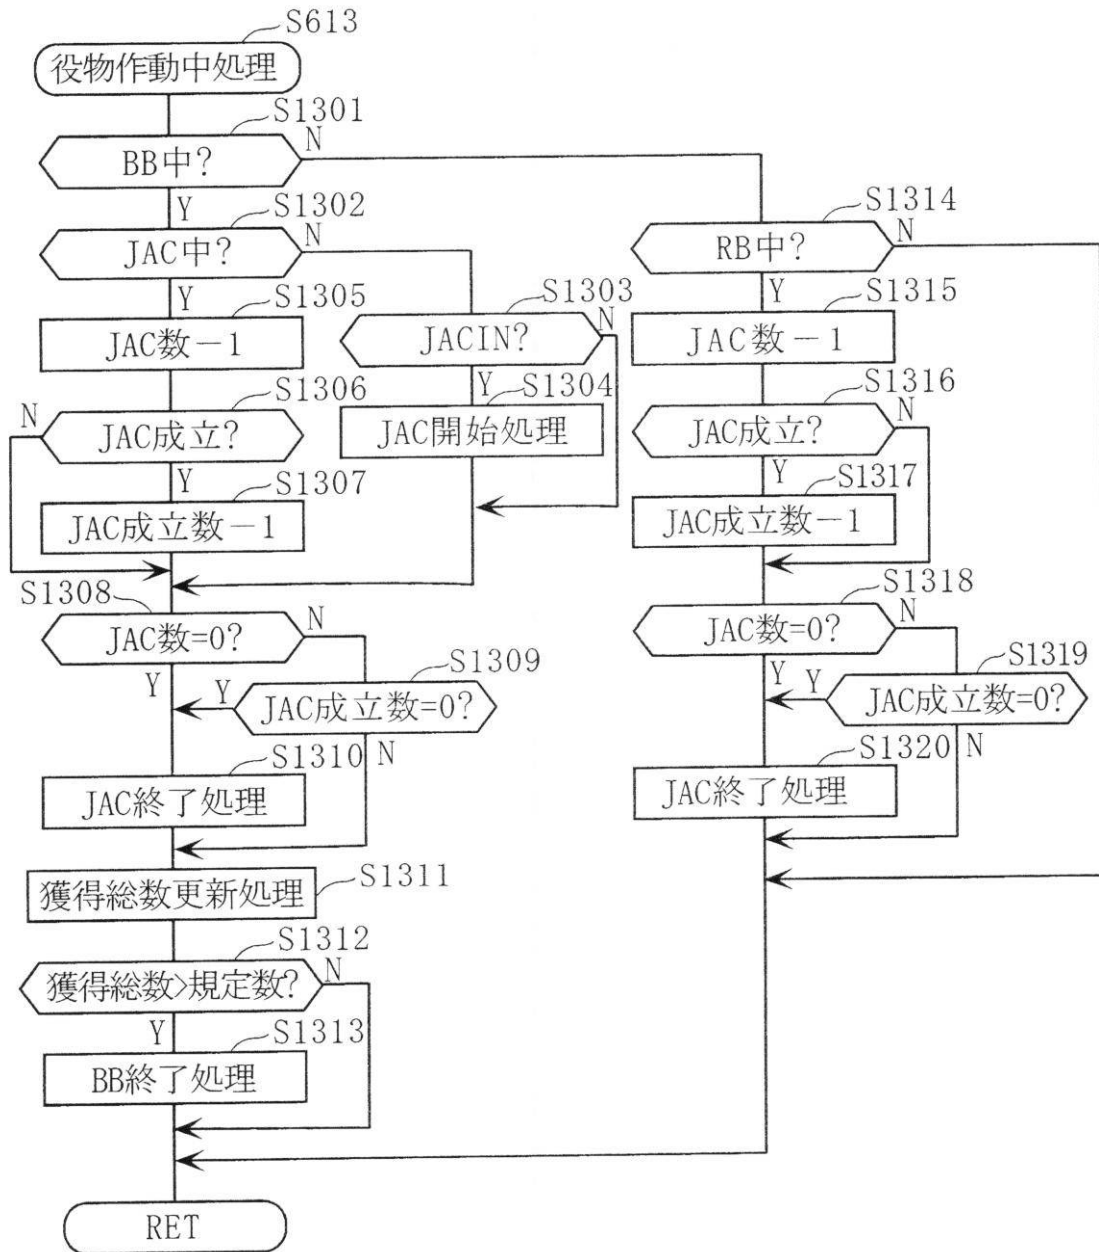 S613
役物作動中処理
S1301
BB中?
N
Y
S1302
JAC中?
N
Y
S1305
JAC数-1
S1303
JACIN?
N
Y
S1304
JAC開始処理
S1306
N
JAC成立?
Y
S1307
JAC成立数-1
S1308
JAC数=0?
N
Y
S1309
Y
JAC成立数=0?
N
S1310
JAC終了処理
獲得総数更新処理
S1311
S1312
獲得総数>規定数?
N
Y
S1313
BB終了処理
RET
S1314
RB中?
N
Y
S1315
JAC数-1
S1316
JAC成立?
N
Y
S1317
JAC成立数-1
S1318
JAC数=0?
N
Y
S1319
Y
JAC成立数=0?
N
S1320
JAC終了処理